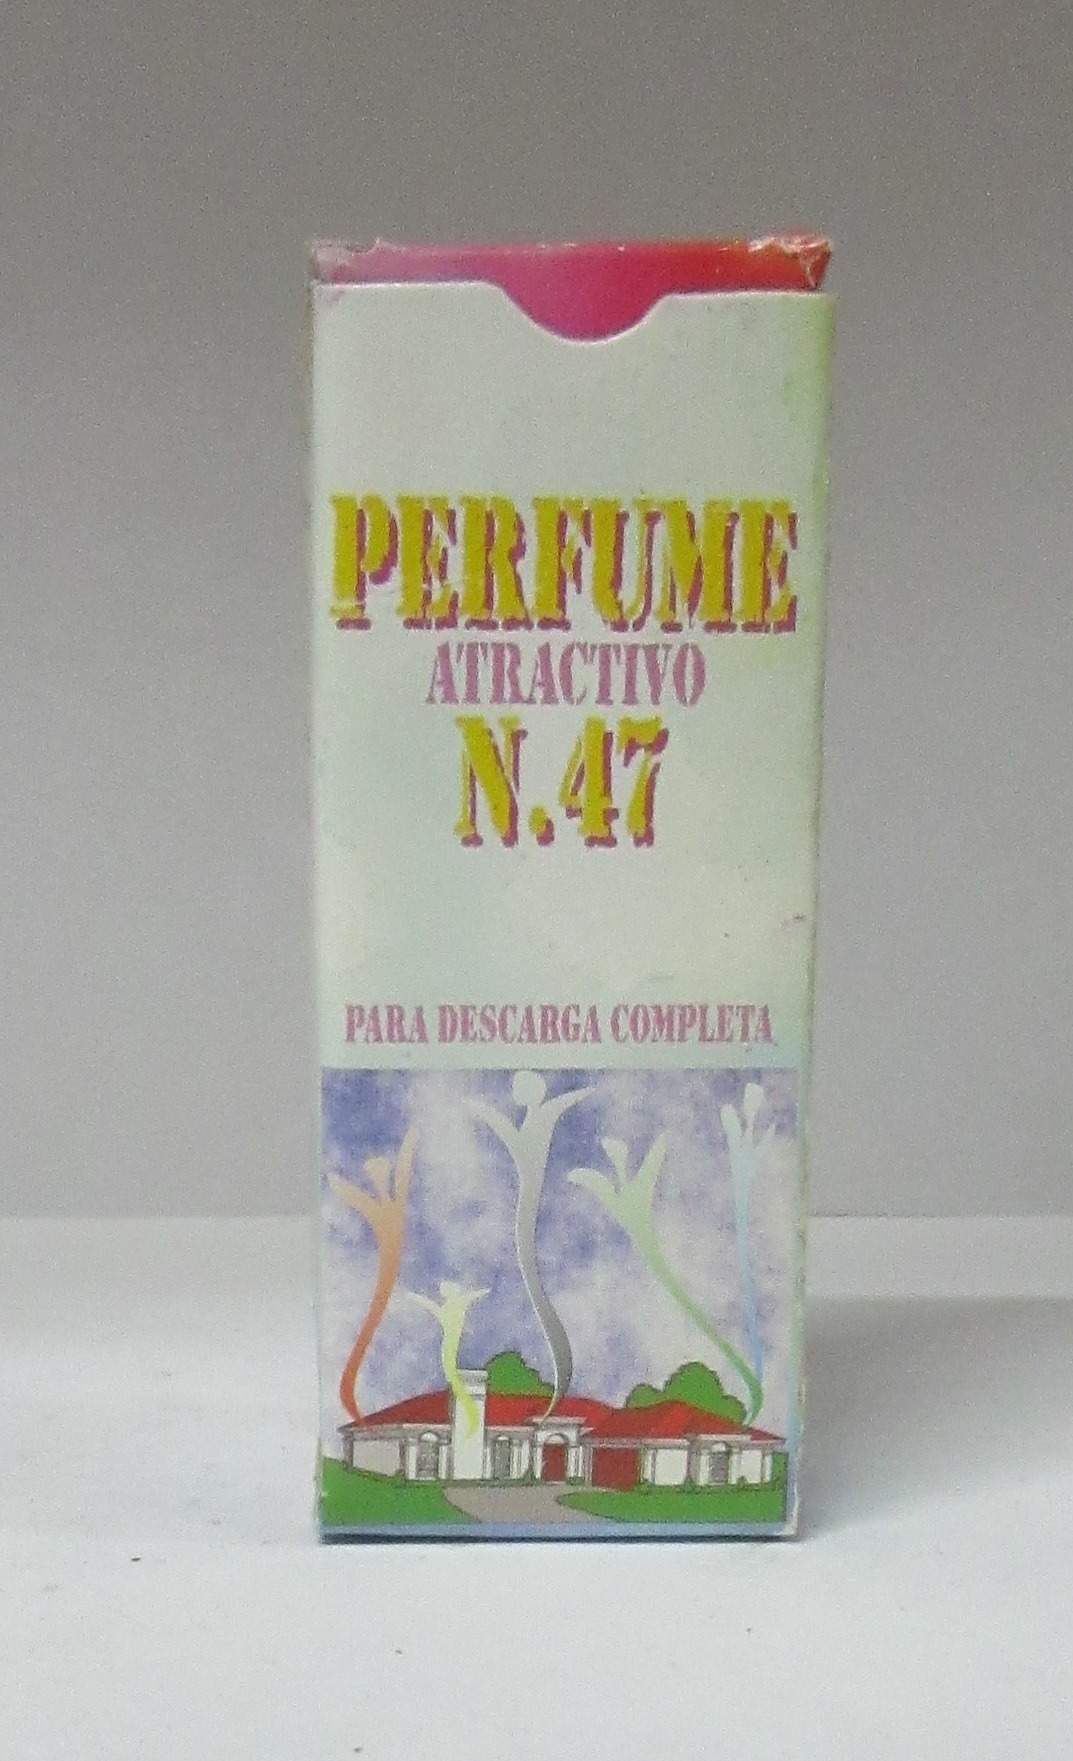 PERFUME
ATRACTIVO
N.47
PARA DESCARGA COMPLETA